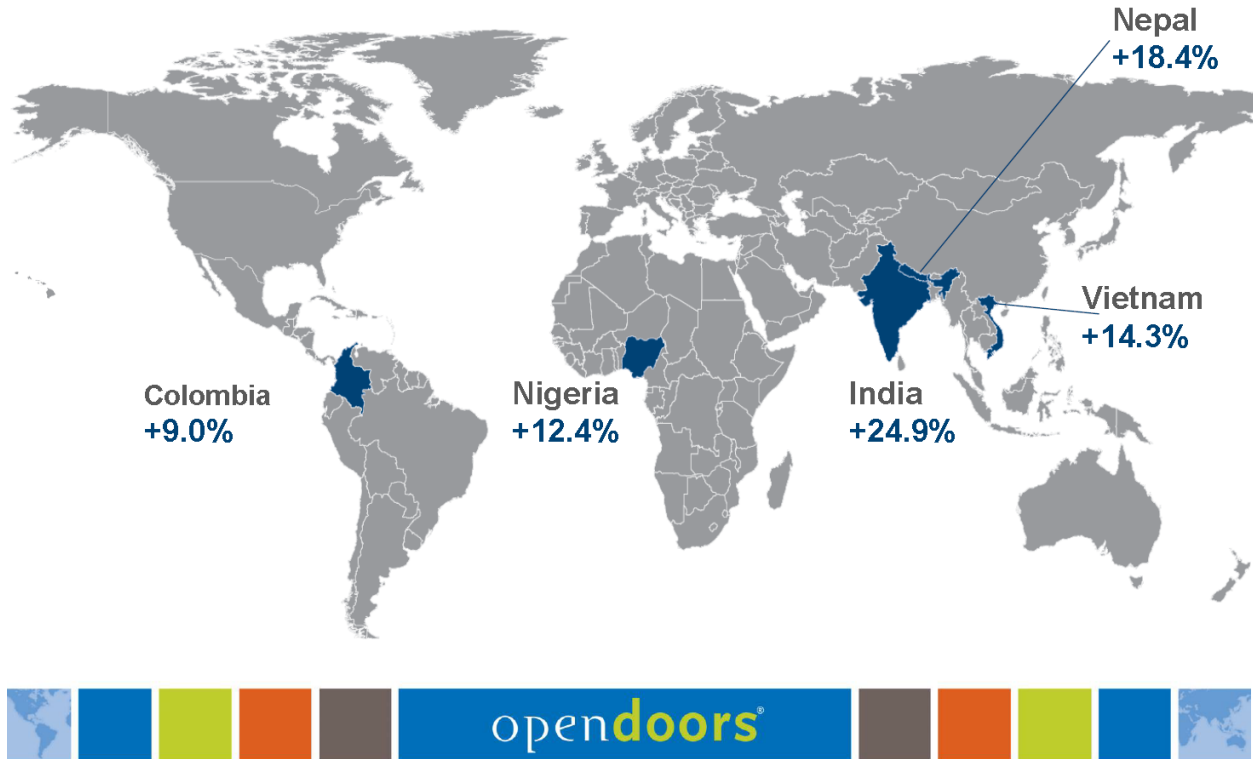 Nepal
+18.4%
Vietnam
+14.3%
Colombia
+9.0%
Nigeria
+12.4%
India
+24.9%
opendoors®